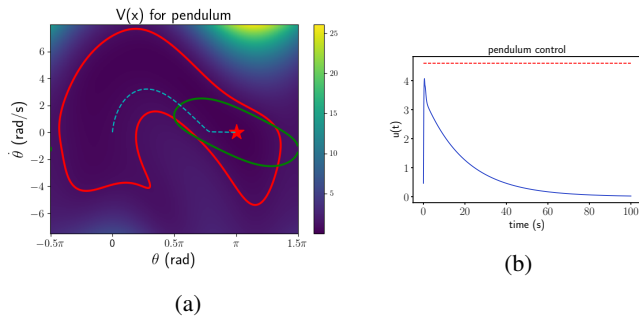 V(x) for pendulum
8
6
4
2
0
−2
−4
−6
θ̇ (rad/s)
−0.5π 0 0.5π π 1.5π
θ (rad)
25
20
15
10
5
(a)
pendulum control
4
3
2
1
0
u(t)
0 20 40 60 80 100
time (s)
(b)